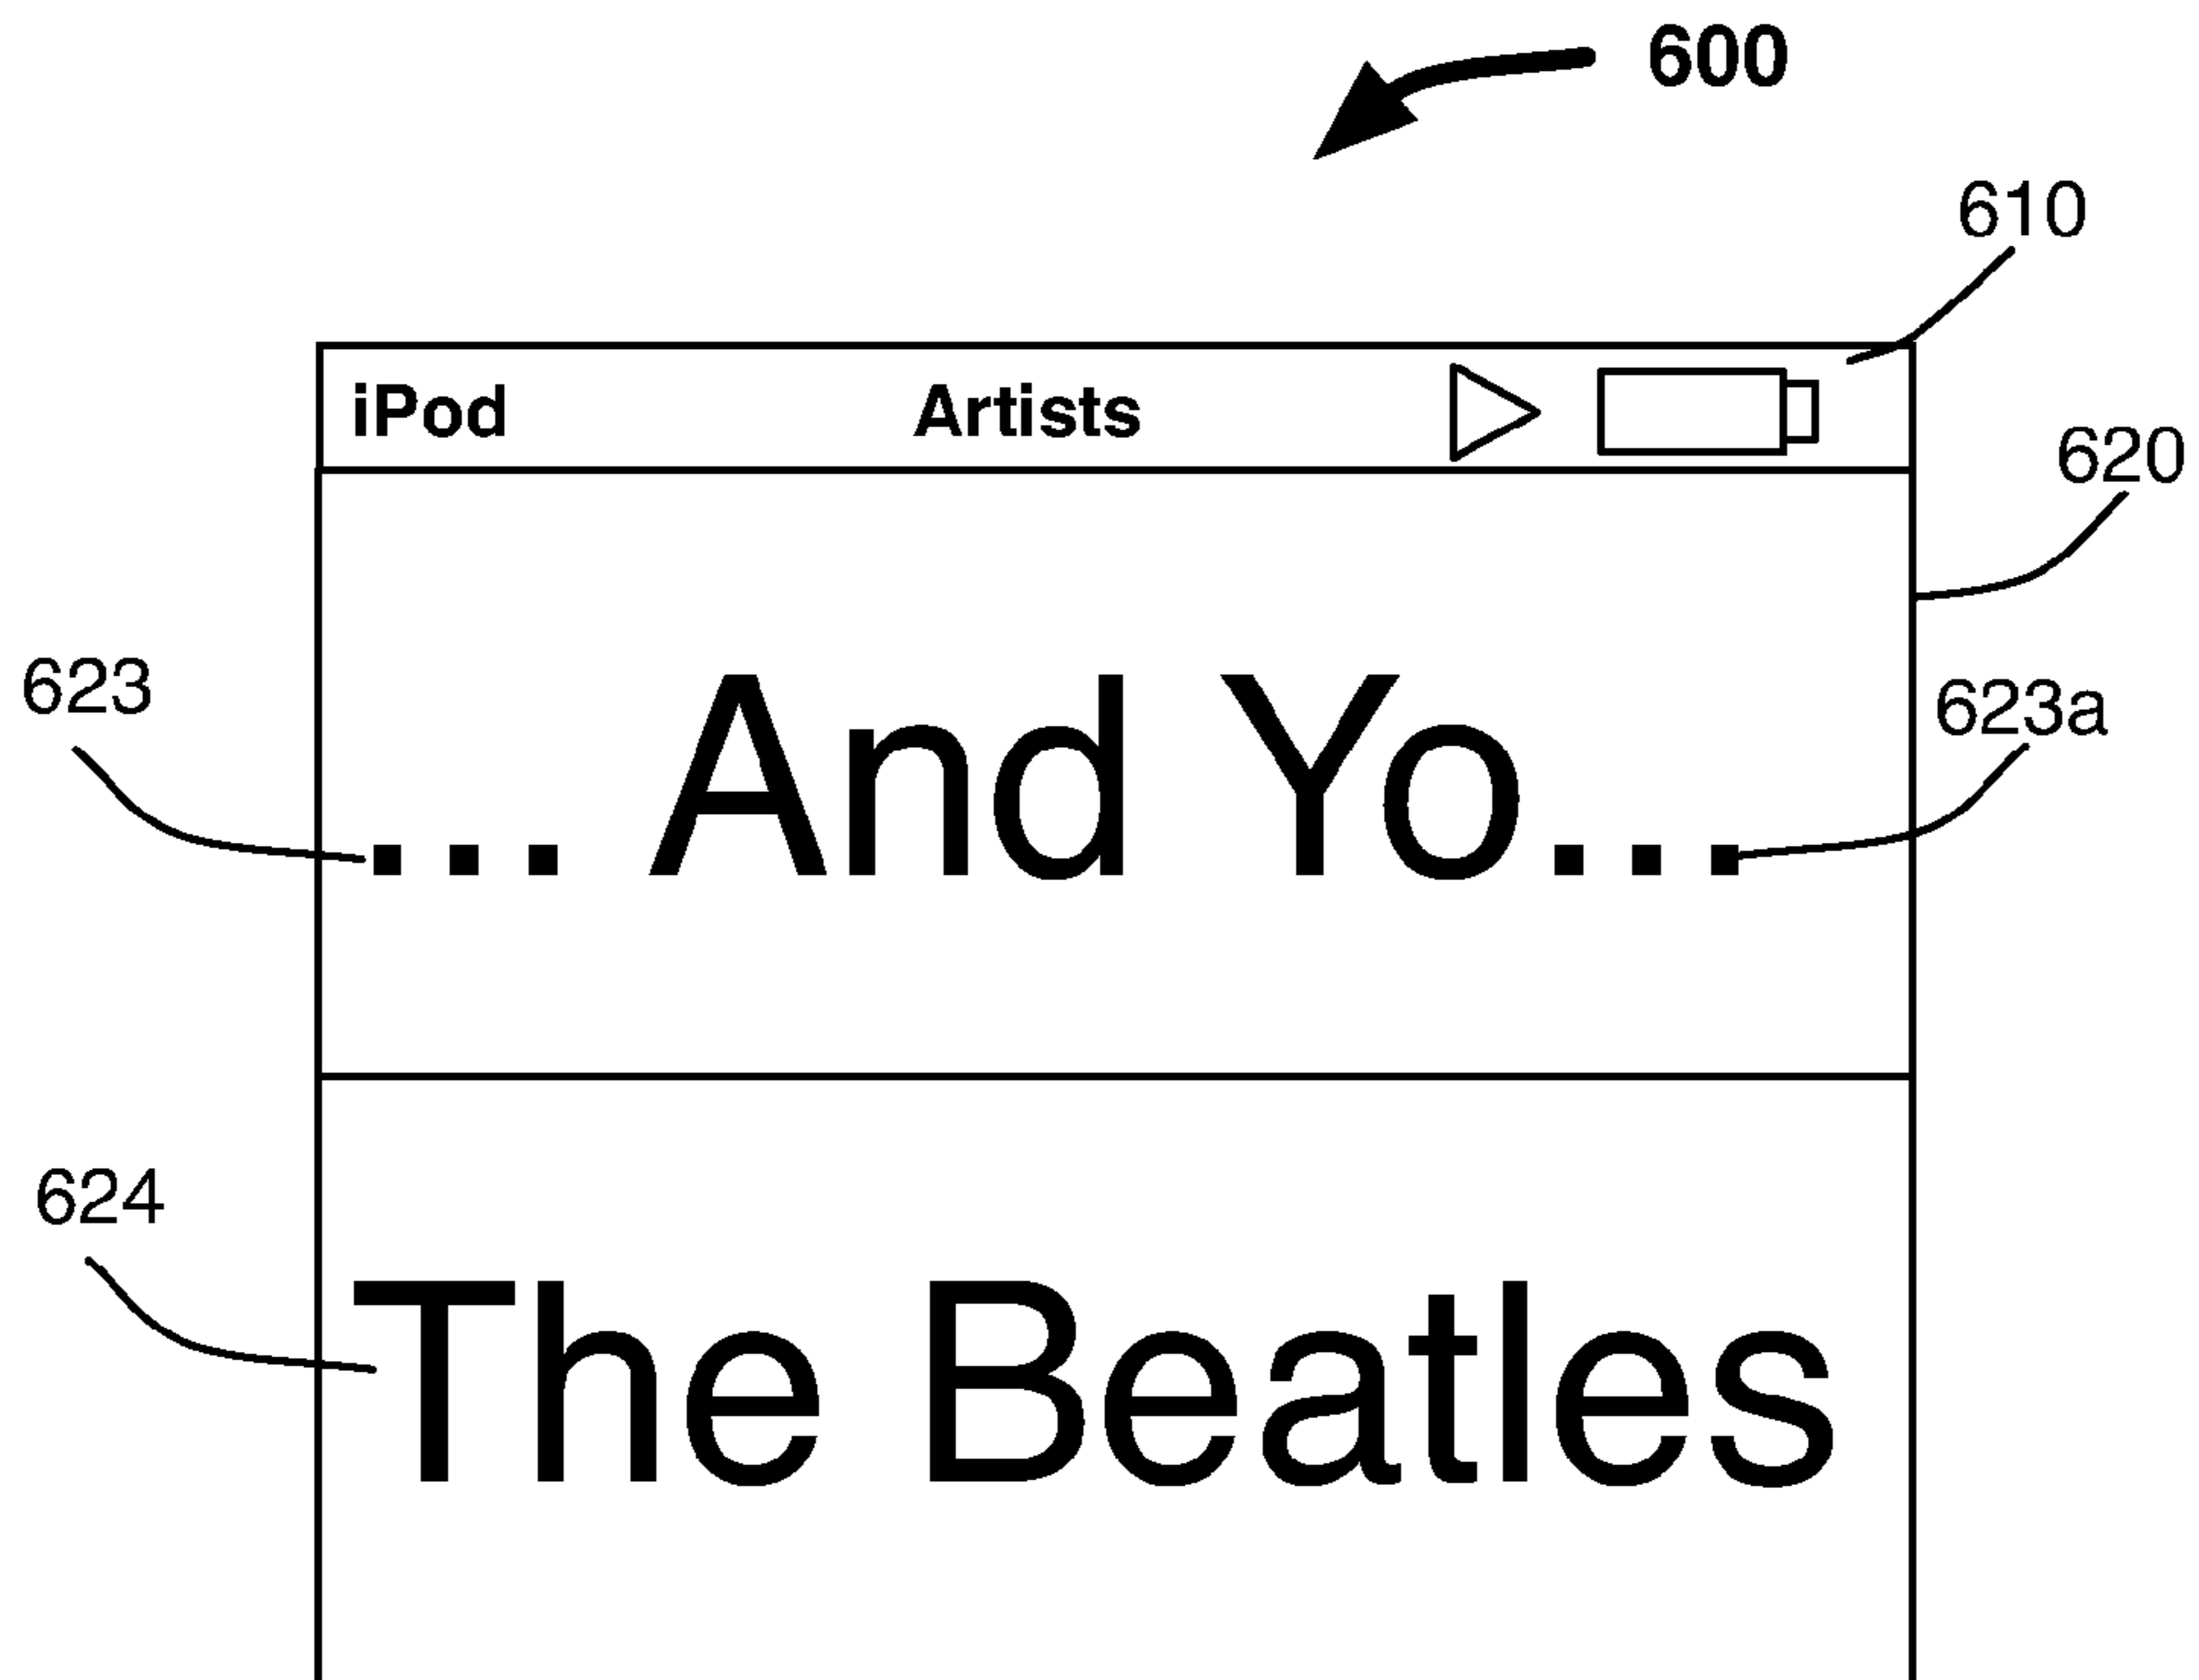 600
610
iPod Artists
620
623
623a
... And Yo...
624
The Beatles